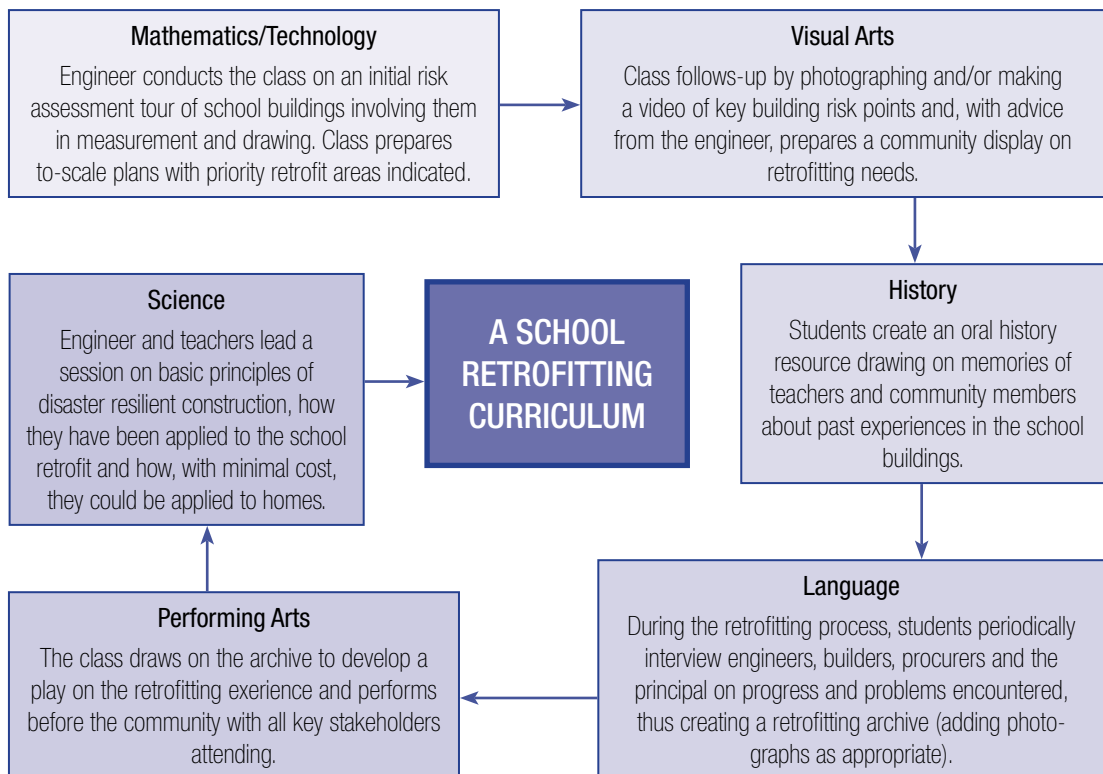 Mathematics/Technology
Engineer conducts the class on an initial risk
assessment tour of school buildings involving them
in measurement and drawing. Class prepares
to-scale plans with priority retrofit areas indicated.
Visual Arts
Class follows-up by photographing and/or making
a video of key building risk points and, with advice
from the engineer, prepares a community display on
retrofitting needs.
History
Students create an oral history
resource drawing on memories of
teachers and community members
about past experiences in the school
buildings.
Language
During the retrofitting process, students periodically
interview engineers, builders, procurers and the
principal on progress and problems encountered,
thus creating a retrofitting archive (adding photo-
graphs as appropriate).
Performing Arts
The class draws on the archive to develop a
play on the retrofitting exerience and performs
before the community with all key stakeholders
attending.
Science
Engineer and teachers lead a
session on basic principles of
disaster resilient construction, how
they have been applied to the school
retrofit and how, with minimal cost,
they could be applied to homes.
A SCHOOL
RETROFITTING
CURRICULUM